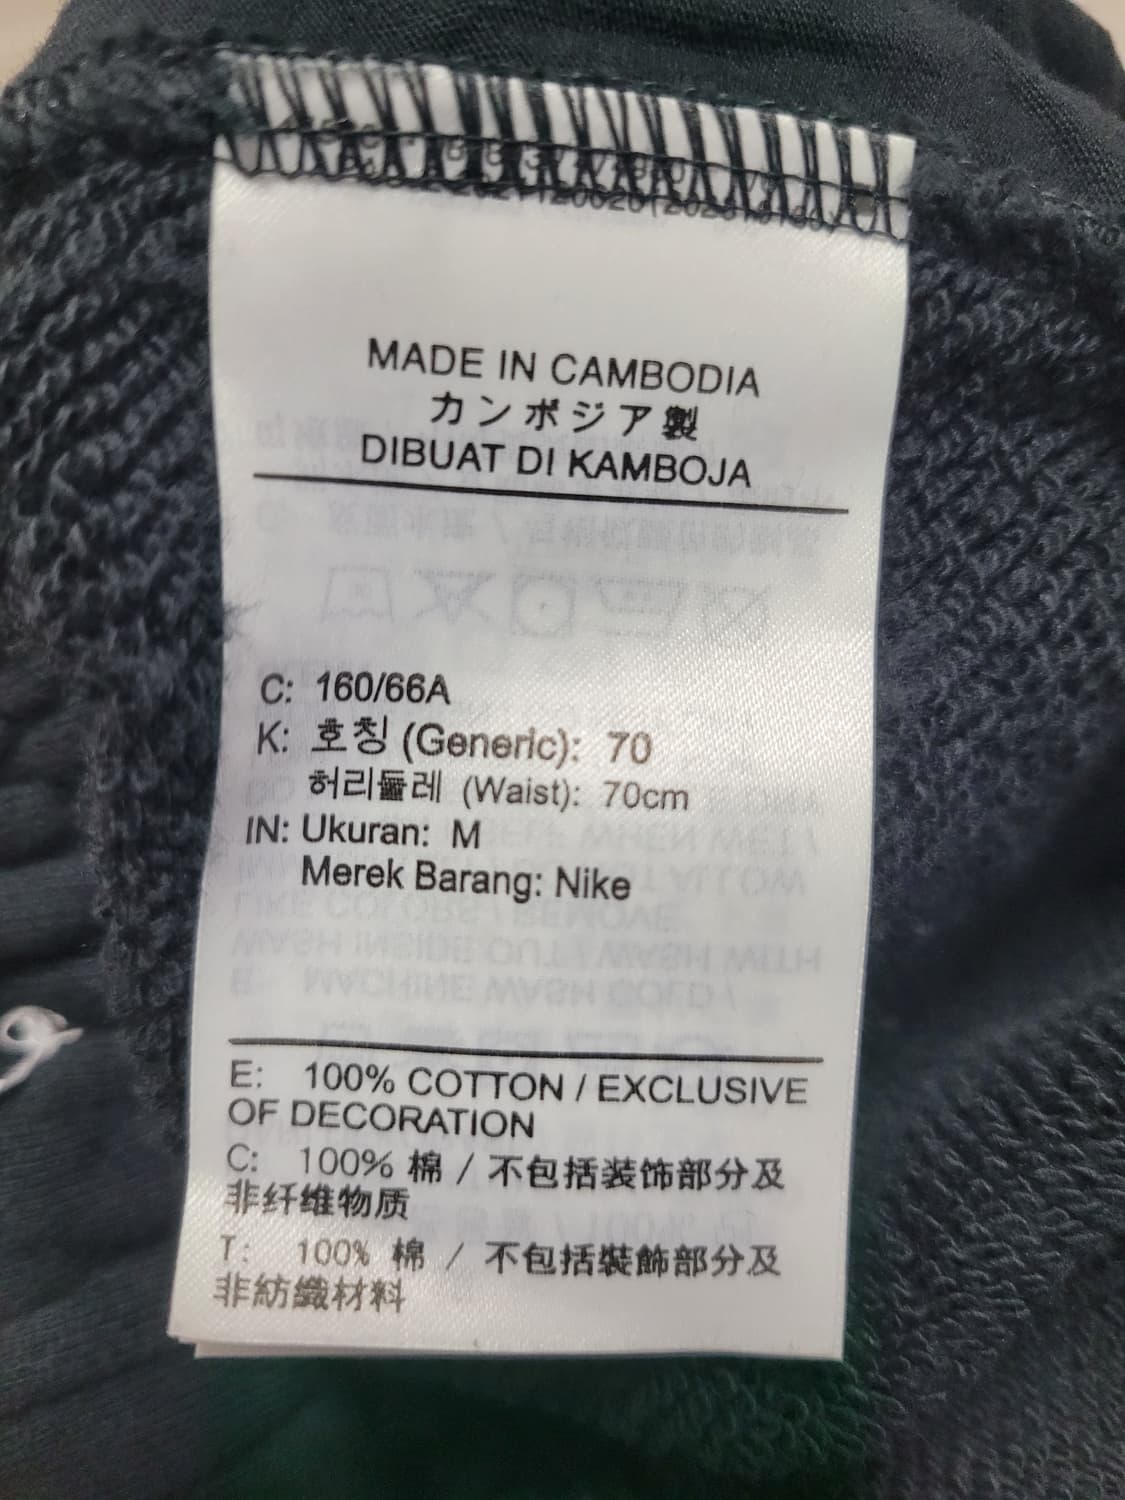 MADE IN CAMBODIA
カンボジア製
DIBUAT DI KAMBOJA
C: 160/66A
K: 호칭 (Generic): 70
허리둘레 (Waist): 70cm
IN: Ukuran: M
Merek Barang: Nike
E: 100% COTTON / EXCLUSIVE
OF DECORATION
C: 100% 棉 / 不包括装饰部分及
非纤维物质
T: 100% 棉 / 不包括裝飾部分及
非紡織材料